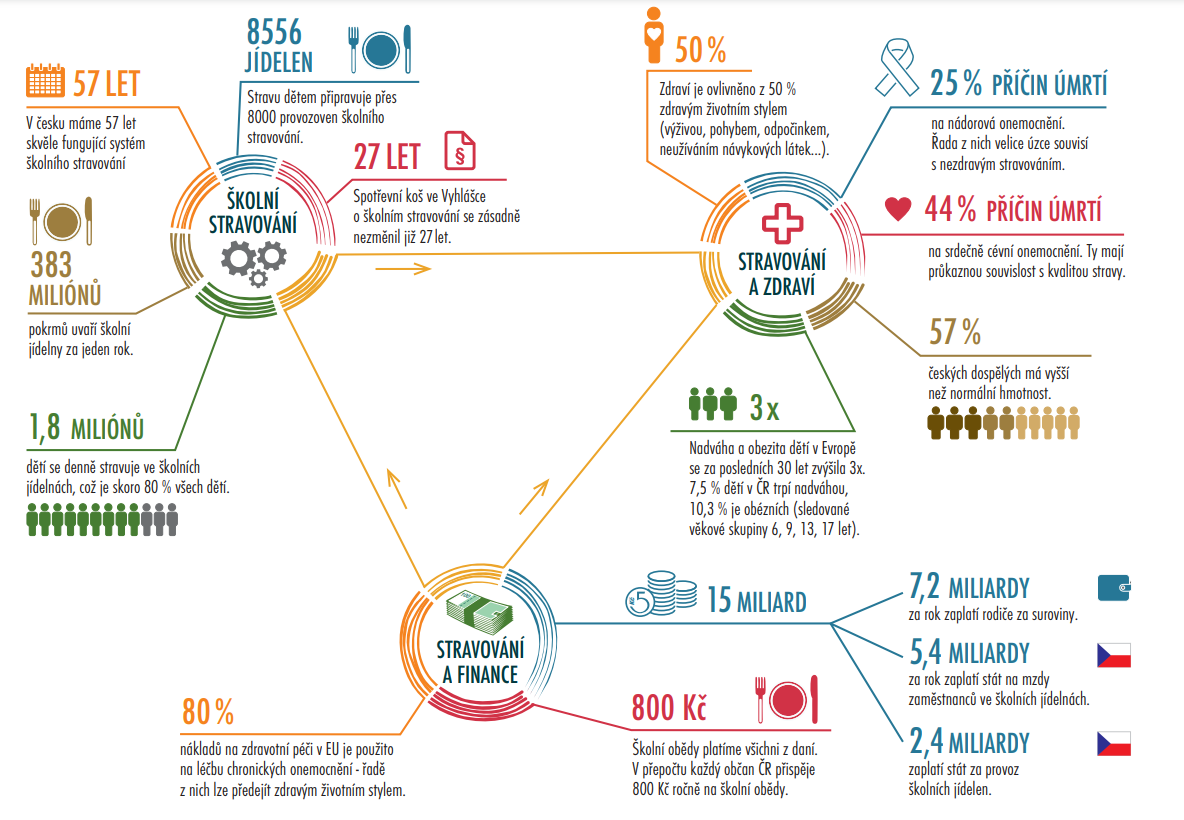 8556
JÍDELEN
Stravu dětem připravuje přes
8000 provozoven školního
stravování.
57 LET
V česku máme 57 let
skvěle fungující systém
školního stravování
27 LET
§
Spotřevní koš ve Vyhlášce
o školním stravování se zásadně
nezměnil již 27 let.
ŠKOLNÍ
STRAVOVÁNÍ
383
MILIÓNŮ
pokrmů uvaří školní
jídelny za jeden rok.
1,8 MILIÓNŮ
dětí se denně stravuje ve školních
jídelnách, což je skoro 80 % všech dětí.
50 %
Zdraví je ovlivněno z 50 %
zdravým životním stylem
(výživou, pohybem, odpočinkem,
neužíváním návykových látek...).
25 % PŘÍČIN ÚMRTÍ
na nádorová onemocnění.
Řada z nich velice úzce souvisí
s nezdravým stravováním.
44 % PŘÍČIN ÚMRTÍ
na srdečně cévní onemocnění. Ty mají
průkaznou souvislost s kvalitou stravy.
STRAVOVÁNÍ
A ZDRAVÍ
57 %
českých dospělých má vyšší
než normální hmotnost.
3x
Nadváha a obezita dětí v Evropě
se za posledních 30 let zvýšila 3x.
7,5 % dětí v ČR trpí nadváhou,
10,3 % je obézních (sledované
věkové skupiny 6, 9, 13, 17 let).
STRAVOVÁNÍ
A FINANCE
5
15 MILIARD
7,2 MILIARDY
za rok zaplatí rodiče za suroviny.
5,4 MILIARDY
za rok zaplatí stát na mzdy
zaměstnanců ve školních jídelnách.
2,4 MILIARDY
zaplatí stát za provoz
školních jídelen.
80 %
nákladů na zdravotní péči v EU je použito
na léčbu chronických onemocnění - řadě
z nich lze předejít zdravým životním stylem.
800 Kč
Školní obědy platíme všichni z daní.
V přepočtu každý občan ČR přispěje
800 Kč ročně na školní obědy.